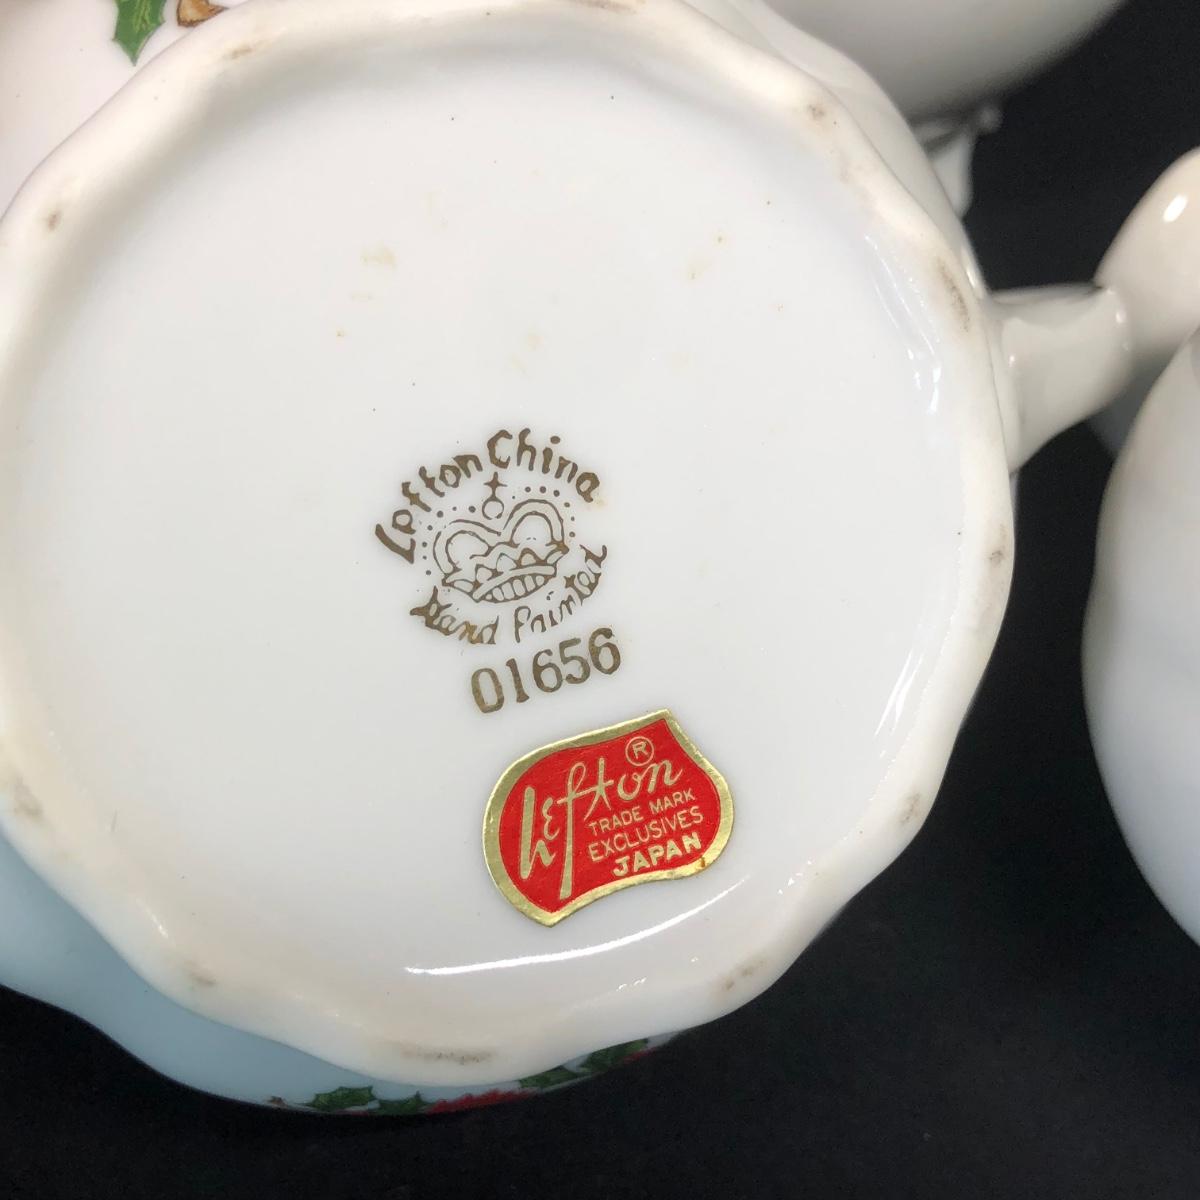 Lefton China
Hand Painted
01656
Lefton ®
TRADE MARK
EXCLUSIVES
JAPAN